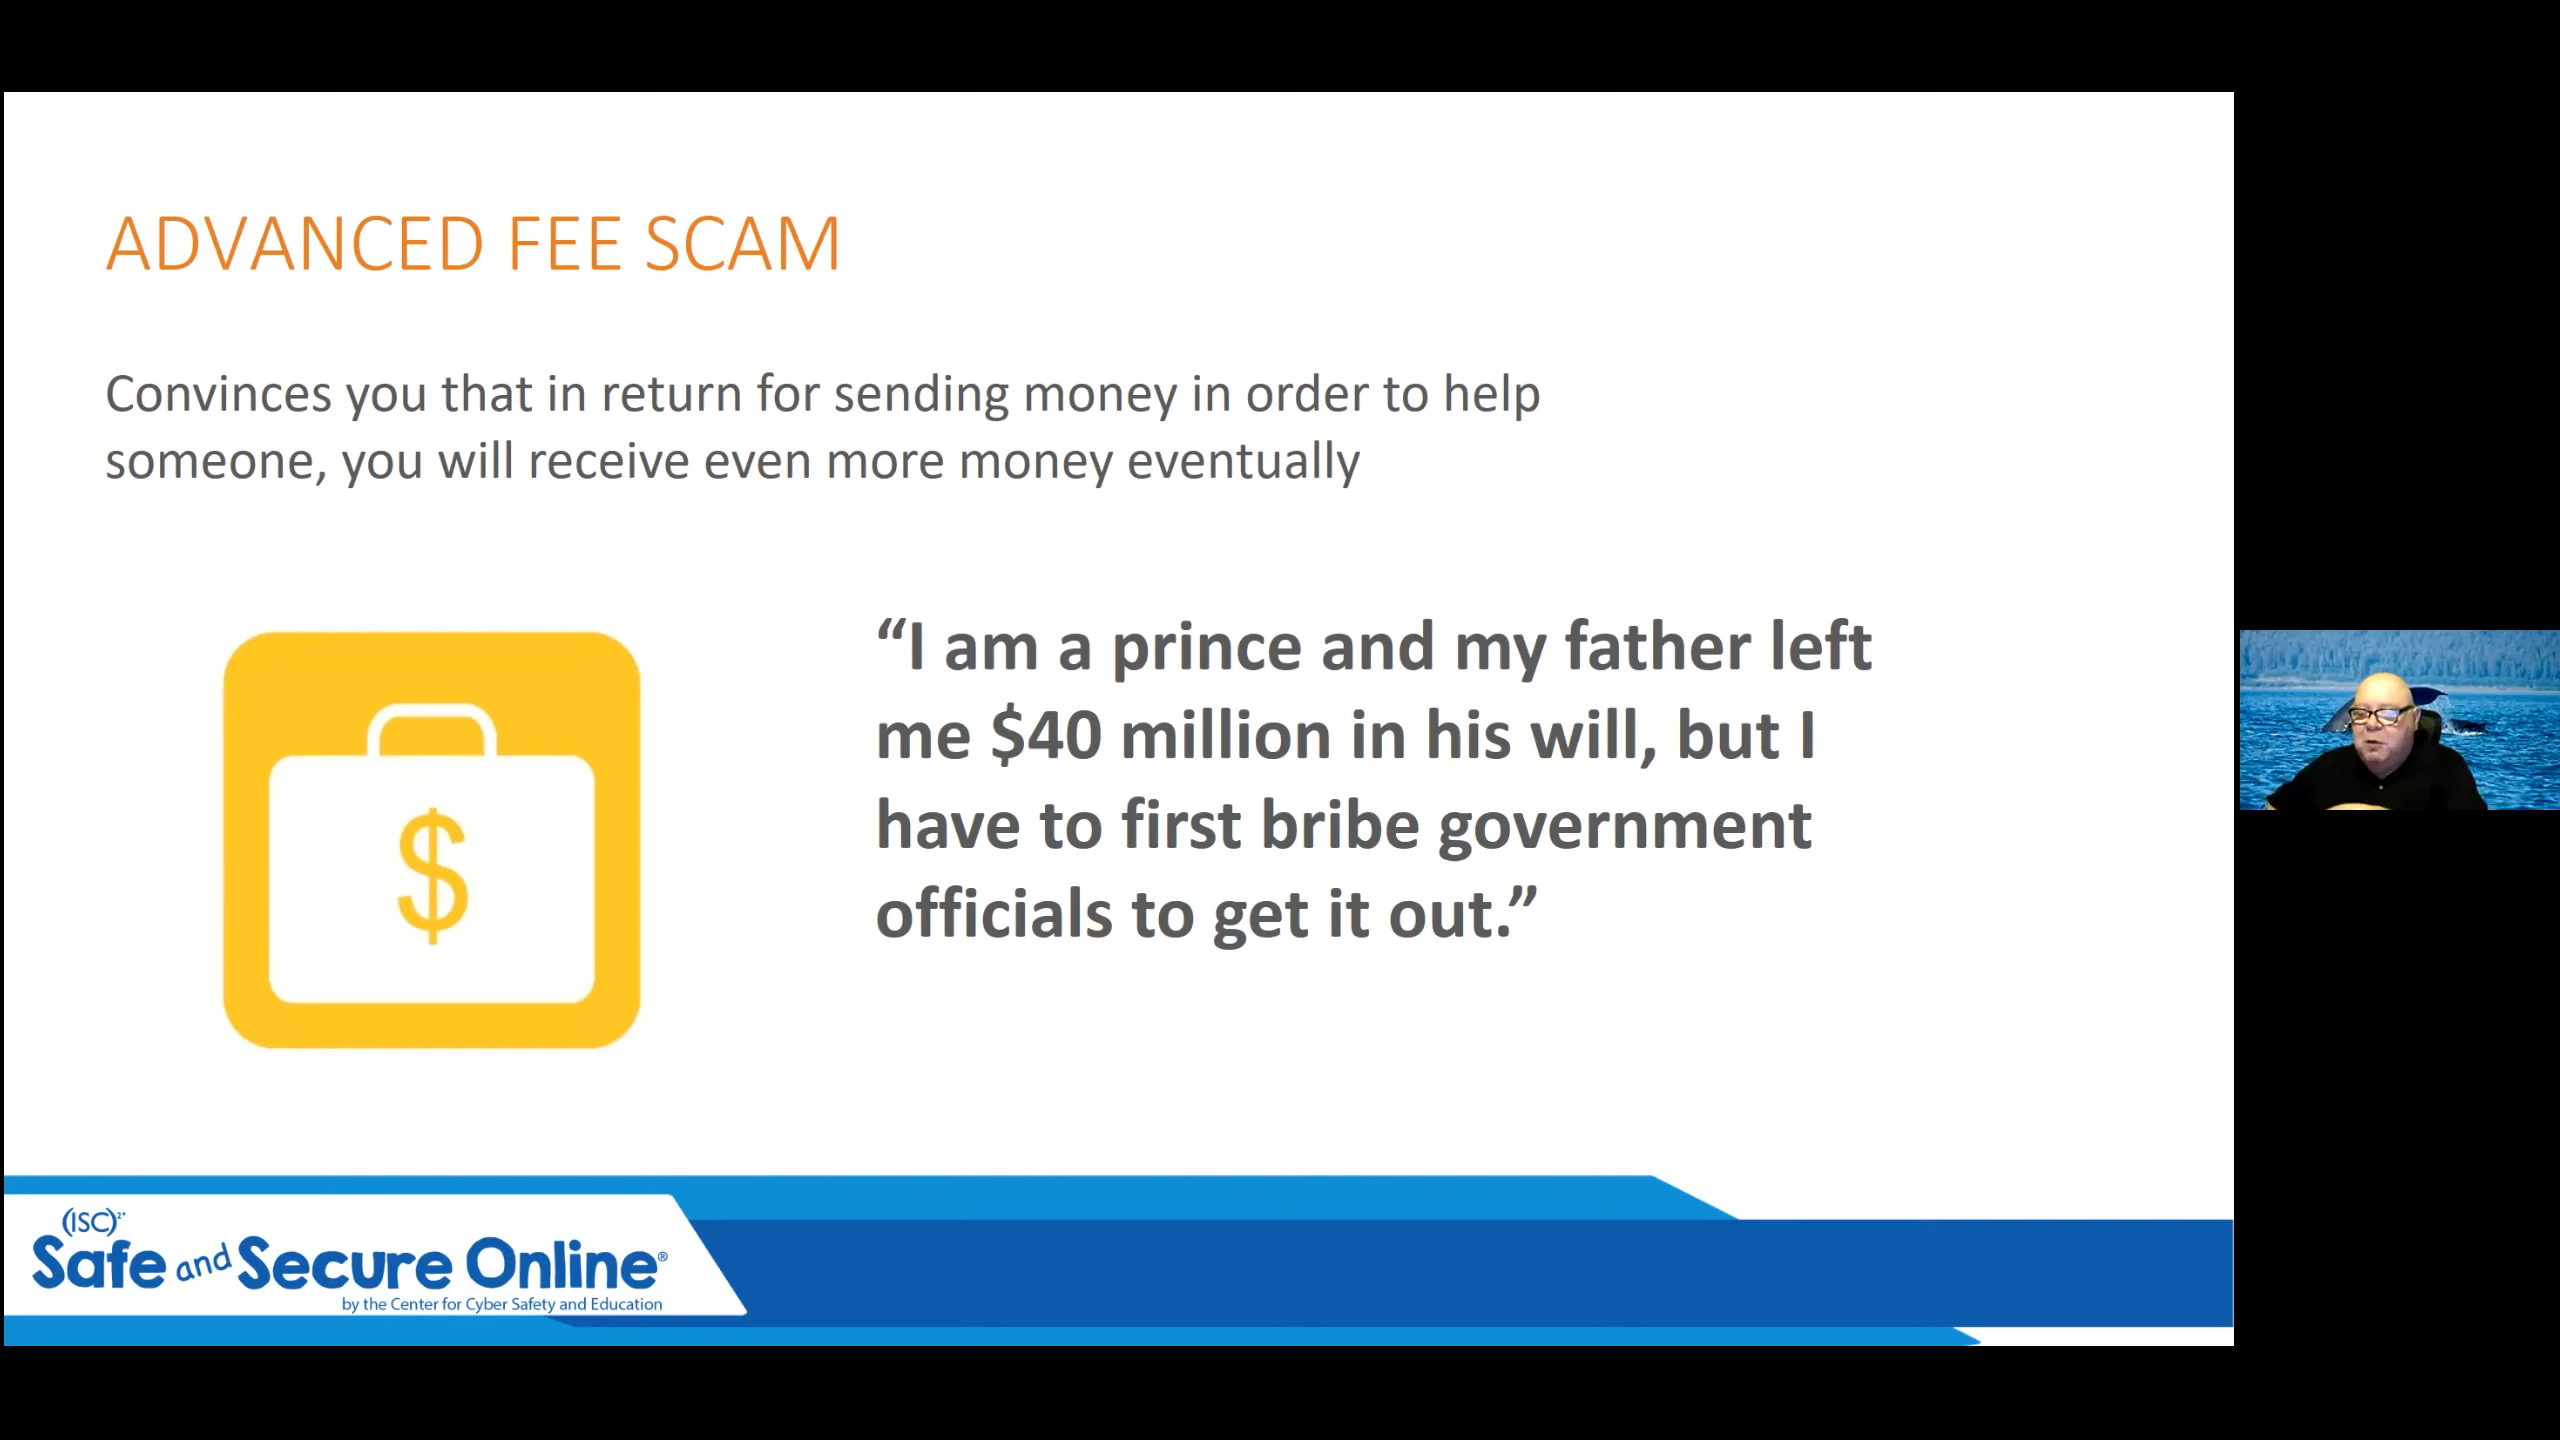 ADVANCED FEE SCAM
Convinces you that in return for sending money in order to help
someone, you will receive even more money eventually
$
“I am a prince and my father left
me $40 million in his will, but I
have to first bribe government
officials to get it out.”
(ISC)²®
Safe and Secure Online®
by the Center for Cyber Safety and Education